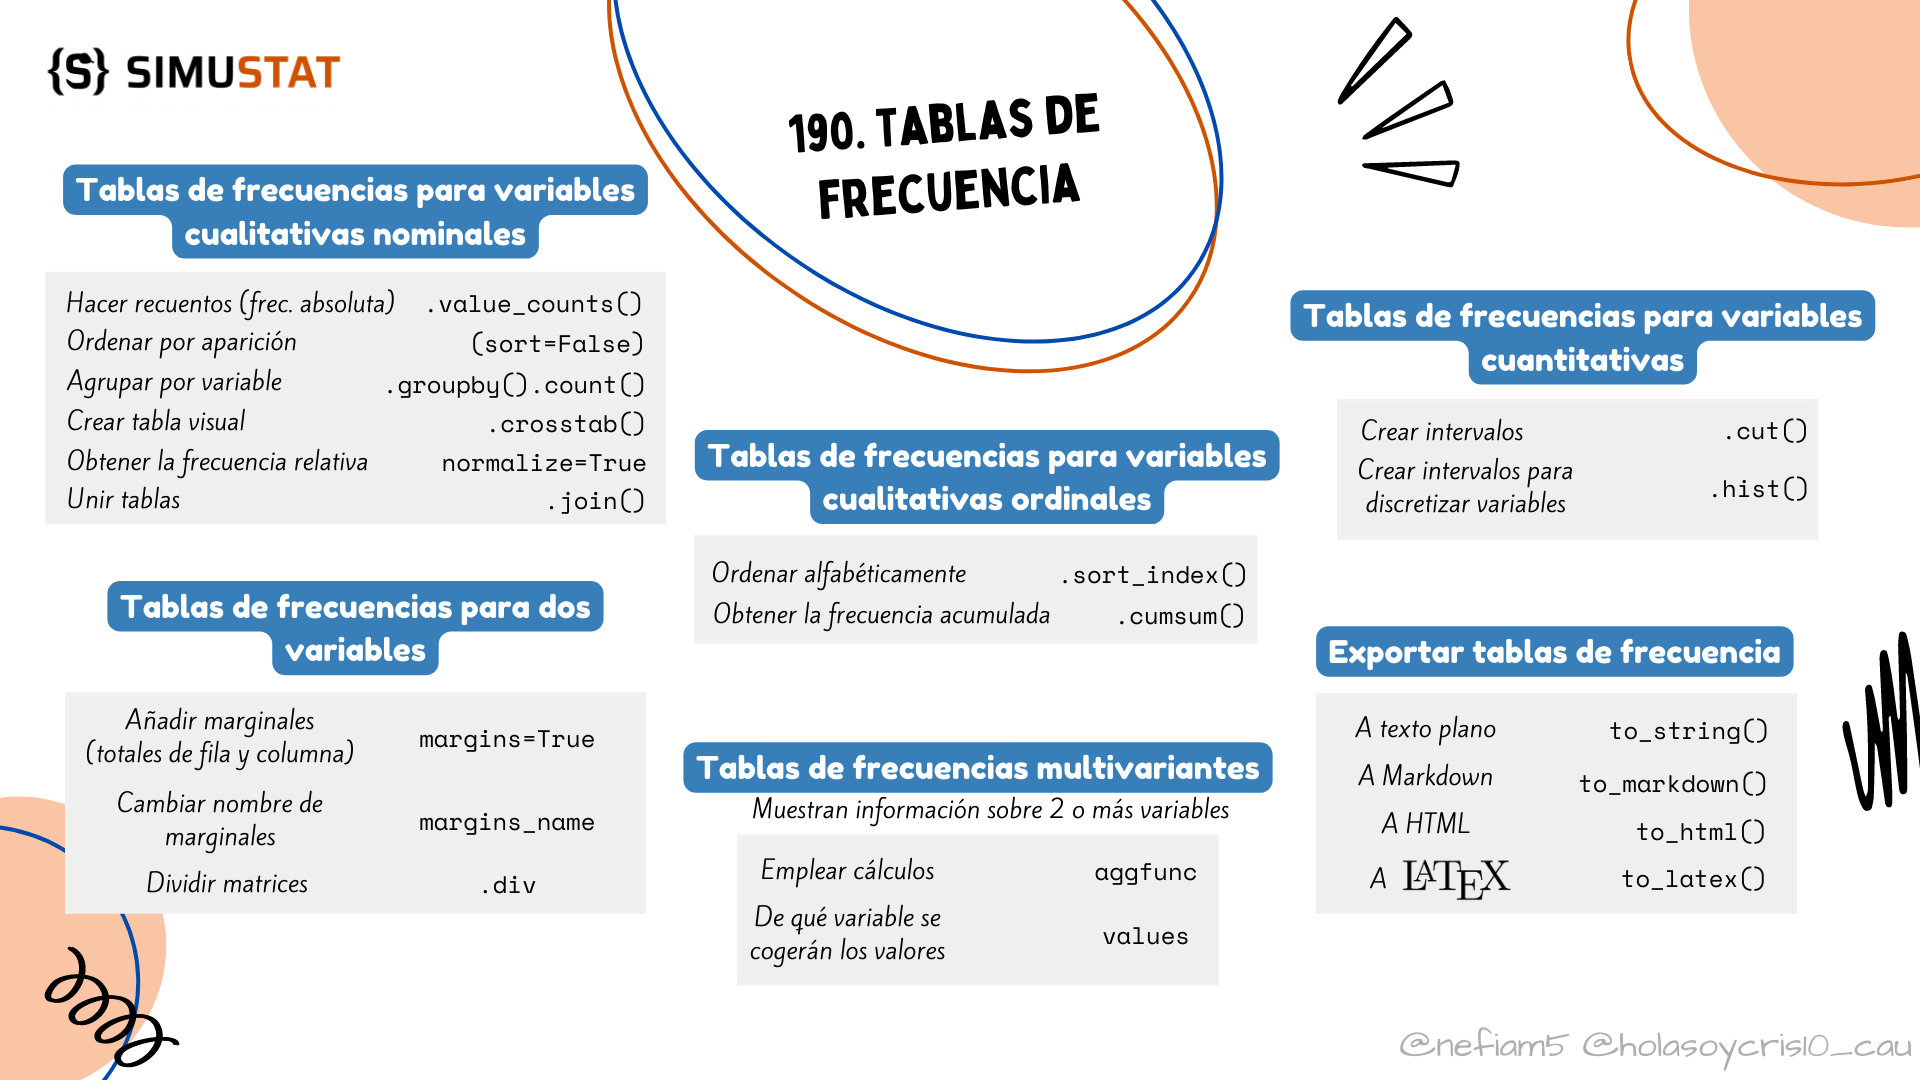 {S} SIMUSTAT
190. TABLAS DE
FRECUENCIA
Tablas de frecuencias para variables
cualitativas nominales
Hacer recuentos (frec. absoluta) .value_counts()
Ordenar por aparición (sort=False)
Agrupar por variable .groupby().count()
Crear tabla visual .crosstab()
Obtener la frecuencia relativa normalize=True
Unir tablas .join()
Tablas de frecuencias para dos
variables
Añadir marginales
(totales de fila y columna) margins=True
Cambiar nombre de
marginales margins_name
Dividir matrices .div
Tablas de frecuencias para variables
cualitativas ordinales
Ordenar alfabéticamente .sort_index()
Obtener la frecuencia acumulada .cumsum()
Tablas de frecuencias multivariantes
Muestran información sobre 2 o más variables
Emplear cálculos aggfunc
De qué variable se
cogerán los valores values
Tablas de frecuencias para variables
cuantitativas
Crear intervalos .cut()
Crear intervalos para
discretizar variables .hist()
Exportar tablas de frecuencia
A texto plano to_string()
A Markdown to_markdown()
A HTML to_html()
A LATEX to_latex()
@nefiam5 @holasoycris10_cau